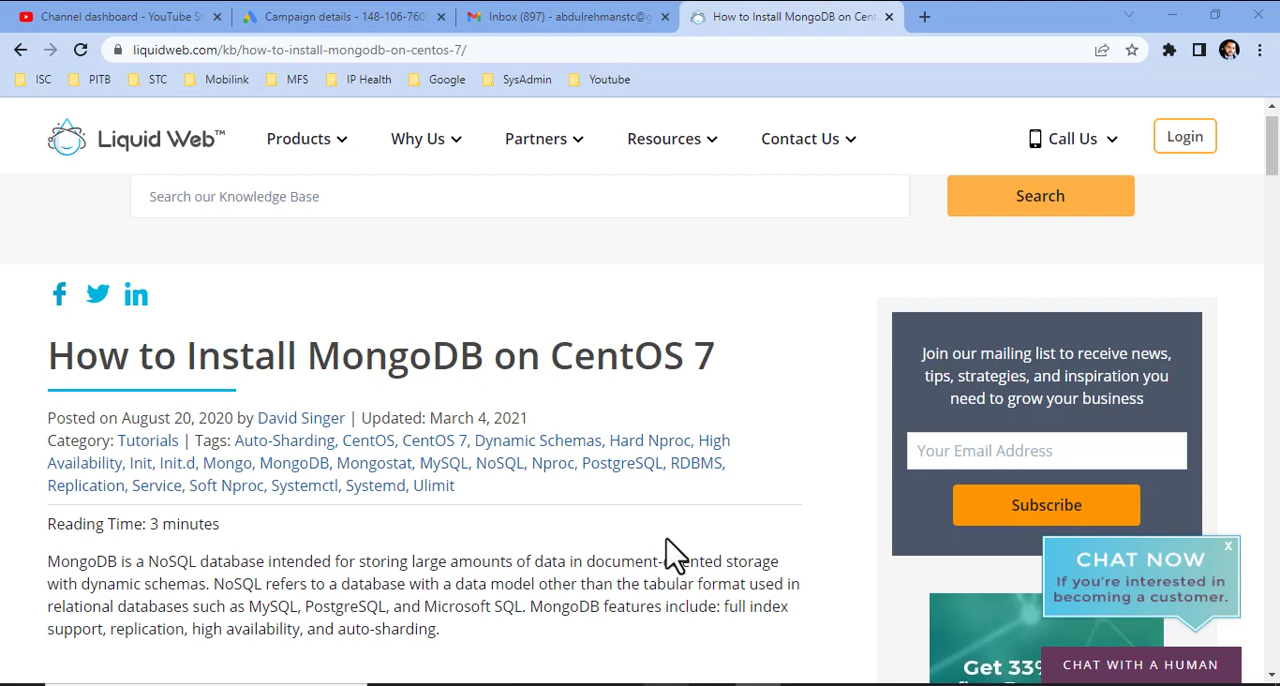 Channel dashboard - YouTube St
Campaign details - 148-106-760
Inbox (897) - abdulrehmanstc@g
How to Install MongoDB on Cent
liquidweb.com/kb/how-to-install-mongodb-on-centos-7/
ISC PITB STC Mobilink MFS IP Health Google SysAdmin Youtube
Liquid Web™ Products Why Us Partners Resources Contact Us Call Us Login
Search our Knowledge Base Search
How to Install MongoDB on CentOS 7
Posted on August 20, 2020 by David Singer | Updated: March 4, 2021
Category: Tutorials | Tags: Auto-Sharding, CentOS, CentOS 7, Dynamic Schemas, Hard Nproc, High
Availability, Init, Init.d, Mongo, MongoDB, Mongostat, MySQL, NoSQL, Nproc, PostgreSQL, RDBMS,
Replication, Service, Soft Nproc, Systemctl, Systemd, Ulimit
Reading Time: 3 minutes
MongoDB is a NoSQL database intended for storing large amounts of data in document-oriented storage
with dynamic schemas. NoSQL refers to a database with a data model other than the tabular format used in
relational databases such as MySQL, PostgreSQL, and Microsoft SQL. MongoDB features include: full index
support, replication, high availability, and auto-sharding.
Join our mailing list to receive news,
tips, strategies, and inspiration you
need to grow your business
Your Email Address
Subscribe
X
CHAT NOW
If you're interested in
becoming a customer.
Get 33%
CHAT WITH A HUMAN